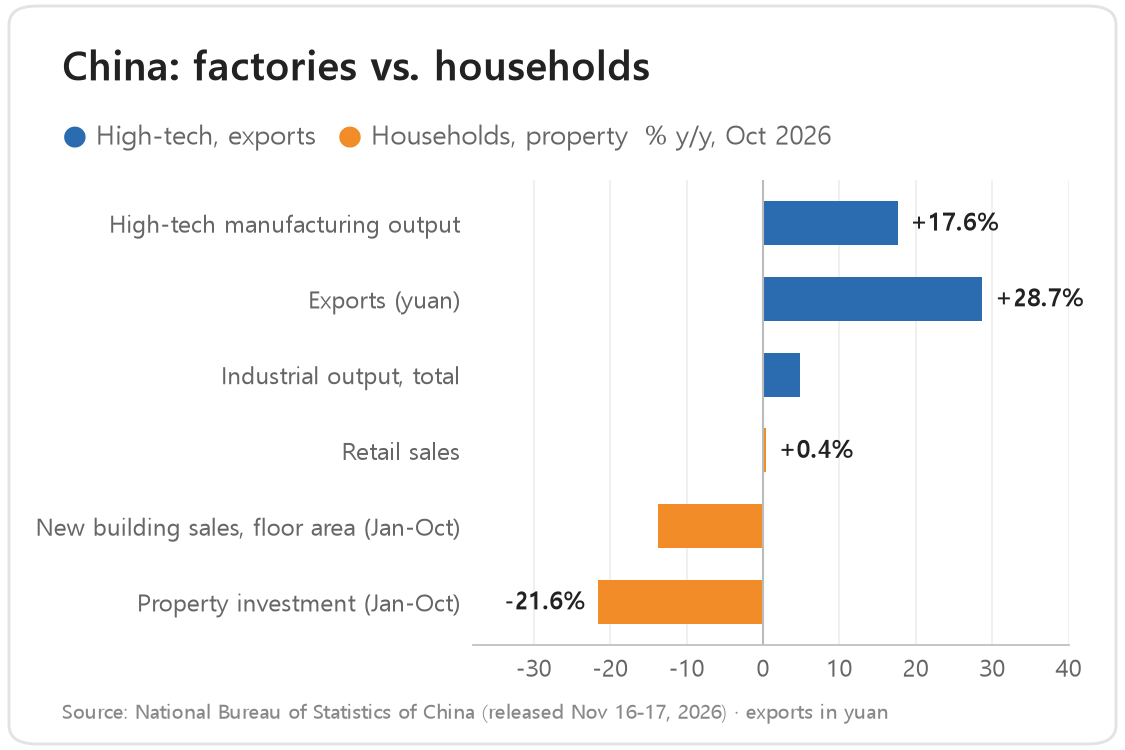 China: factories vs. households
High-tech, exports Households, property % y/y, Oct 2026
High-tech manufacturing output +17.6%
Exports (yuan) +28.7%
Industrial output, total
Retail sales +0.4%
New building sales, floor area (Jan-Oct)
Property investment (Jan-Oct) -21.6%
-30 -20 -10 0 10 20 30 40
Source: National Bureau of Statistics of China (released Nov 16-17, 2026) · exports in yuan